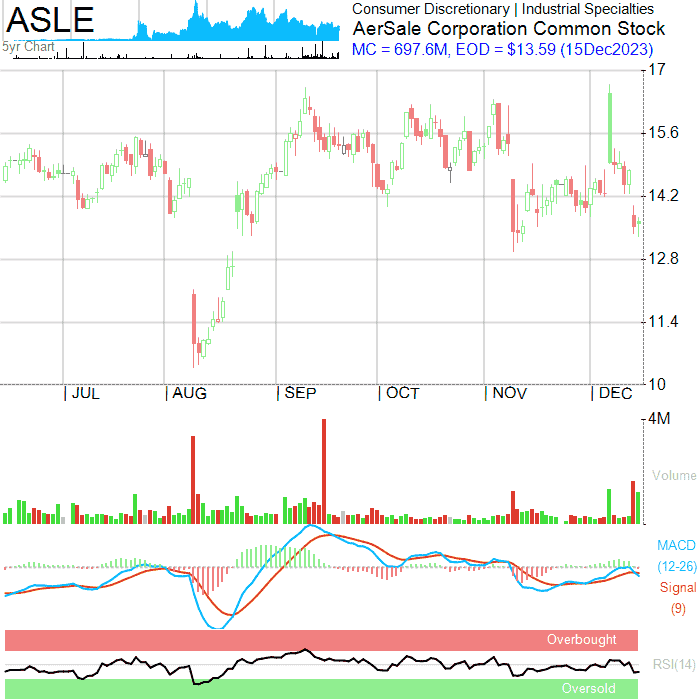 ASLE
5yr Chart
Consumer Discretionary | Industrial Specialties
AerSale Corporation Common Stock
MC = 697.6M, EOD = $13.59 (15Dec2023)
17
15.6
14.2
12.8
11.4
10
| JUL | AUG | SEP | OCT | NOV | DEC
4M
Volume
MACD
(12-26)
Signal
(9)
Overbought
RSI(14)
Oversold